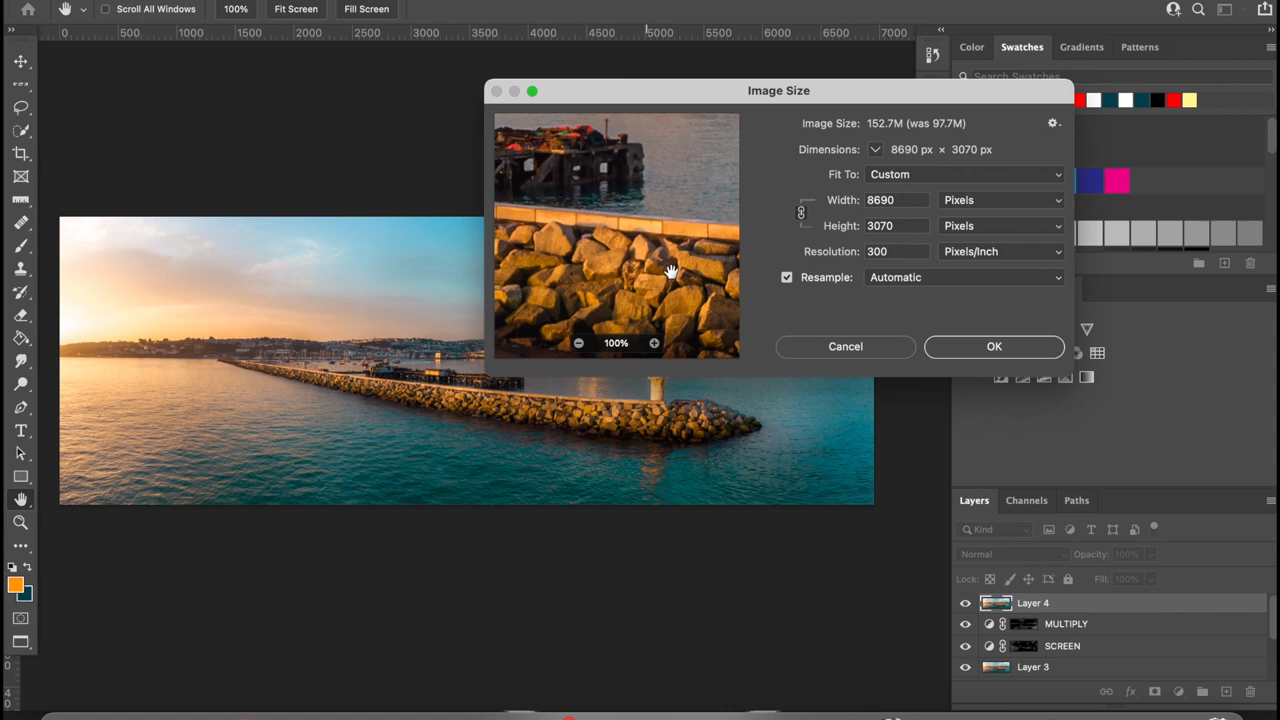 Scroll All Windows 100% Fit Screen Fill Screen
0 500 1000 1500 2000 2500 3000 3500 4000 4500 5000 5500 6000 6500 7000
Color Swatches Gradients Patterns
Search Swatches
Image Size
Image Size: 152.7M (was 97.7M)
Dimensions: 8690 px × 3070 px
Fit To: Custom
Width: 8690 Pixels
Height: 3070 Pixels
Resolution: 300 Pixels/Inch
Resample: Automatic
100%
Cancel OK
Layers Channels Paths
Kind
Normal Opacity: 100%
Lock: Fill: 100%
Layer 4
MULTIPLY
SCREEN
Layer 3
0
4
0